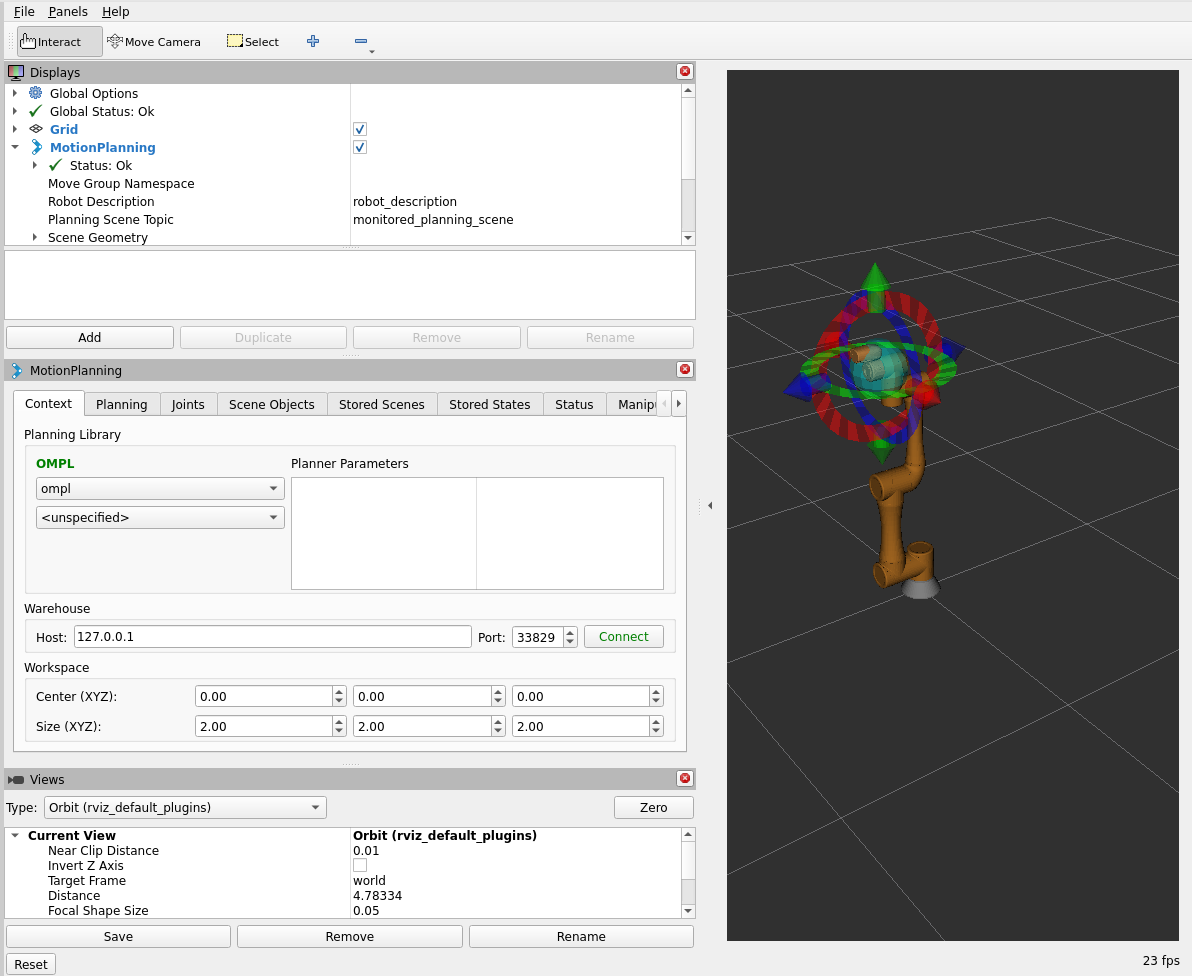 File Panels Help
Interact Move Camera Select
Displays
Global Options
Global Status: Ok
Grid
MotionPlanning
Status: Ok
Move Group Namespace
Robot Description robot_description
Planning Scene Topic monitored_planning_scene
Scene Geometry
Add Duplicate Remove Rename
MotionPlanning
Context Planning Joints Scene Objects Stored Scenes Stored States Status Manip
Planning Library
OMPL Planner Parameters
ompl
<unspecified>
Warehouse
Host: 127.0.0.1 Port: 33829 Connect
Workspace
Center (XYZ): 0.00 0.00 0.00
Size (XYZ): 2.00 2.00 2.00
Views
Type: Orbit (rviz_default_plugins) Zero
Current View Orbit (rviz_default_plugins)
Near Clip Distance 0.01
Invert Z Axis
Target Frame world
Distance 4.78334
Focal Shape Size 0.05
Save Remove Rename
Reset 23 fps